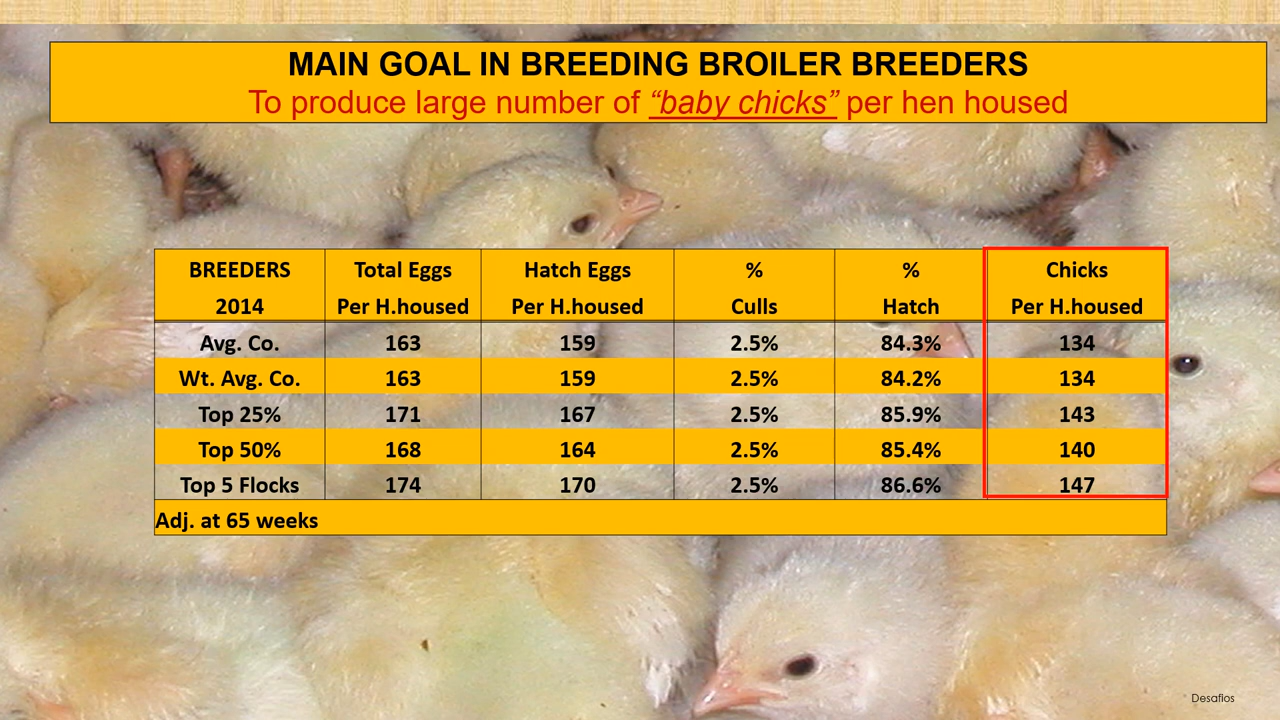 MAIN GOAL IN BREEDING BROILER BREEDERS
To produce large number of “baby chicks” per hen housed
BREEDERS 2014 Total Eggs Per H.housed Hatch Eggs Per H.housed % Culls % Hatch Chicks Per H.housed
Avg. Co. 163 159 2.5% 84.3% 134
Wt. Avg. Co. 163 159 2.5% 84.2% 134
Top 25% 171 167 2.5% 85.9% 143
Top 50% 168 164 2.5% 85.4% 140
Top 5 Flocks 174 170 2.5% 86.6% 147
Adj. at 65 weeks
Desafios